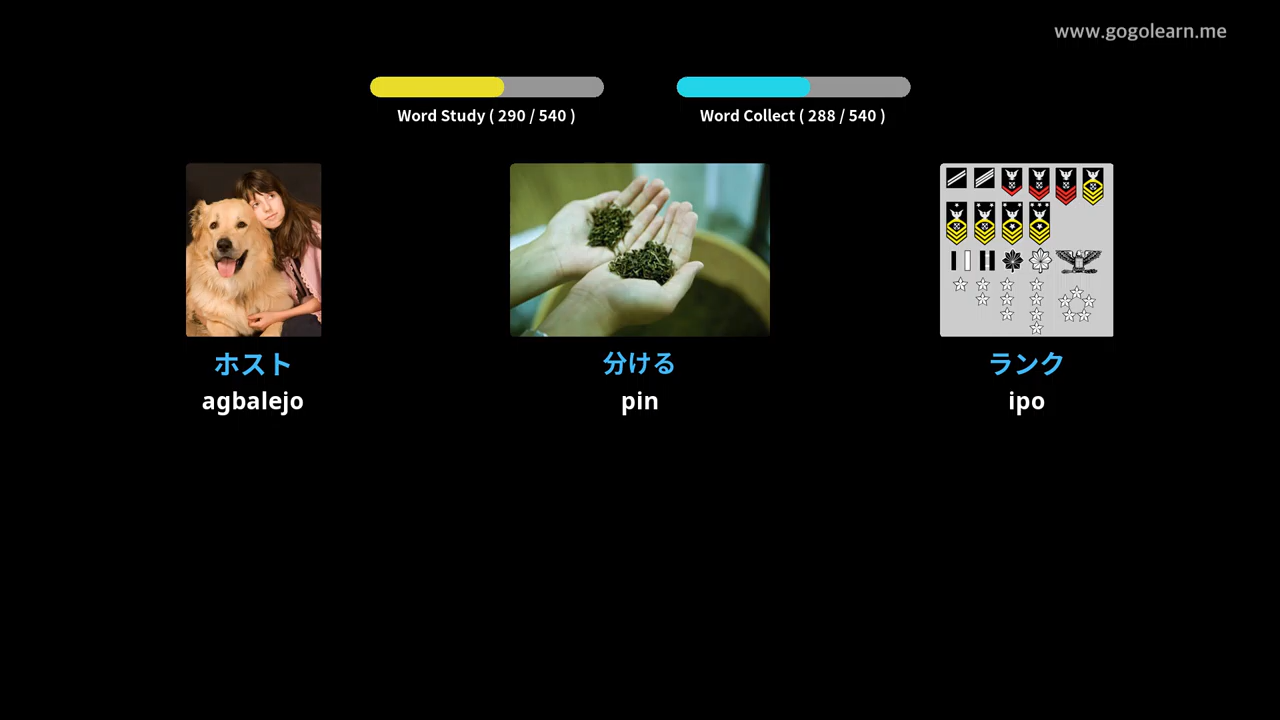 www.gogolearn.me
Word Study ( 290 / 540 )
Word Collect ( 288 / 540 )
ホスト
agbalejo
分ける
pin
ランク
ipo